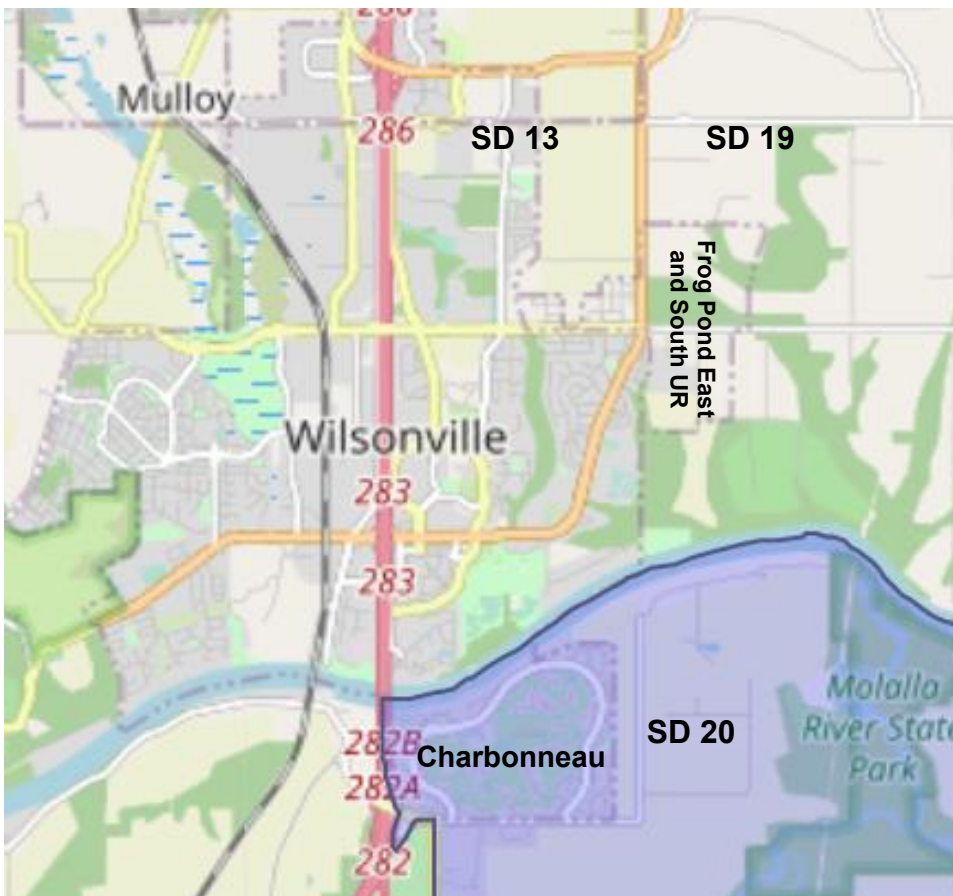 286
Mulloy
286
SD 13
SD 19
Frog Pond East
and South UR
Wilsonville
283
283
Molalla
River State
Park
282B
Charbonneau
SD 20
282A
282